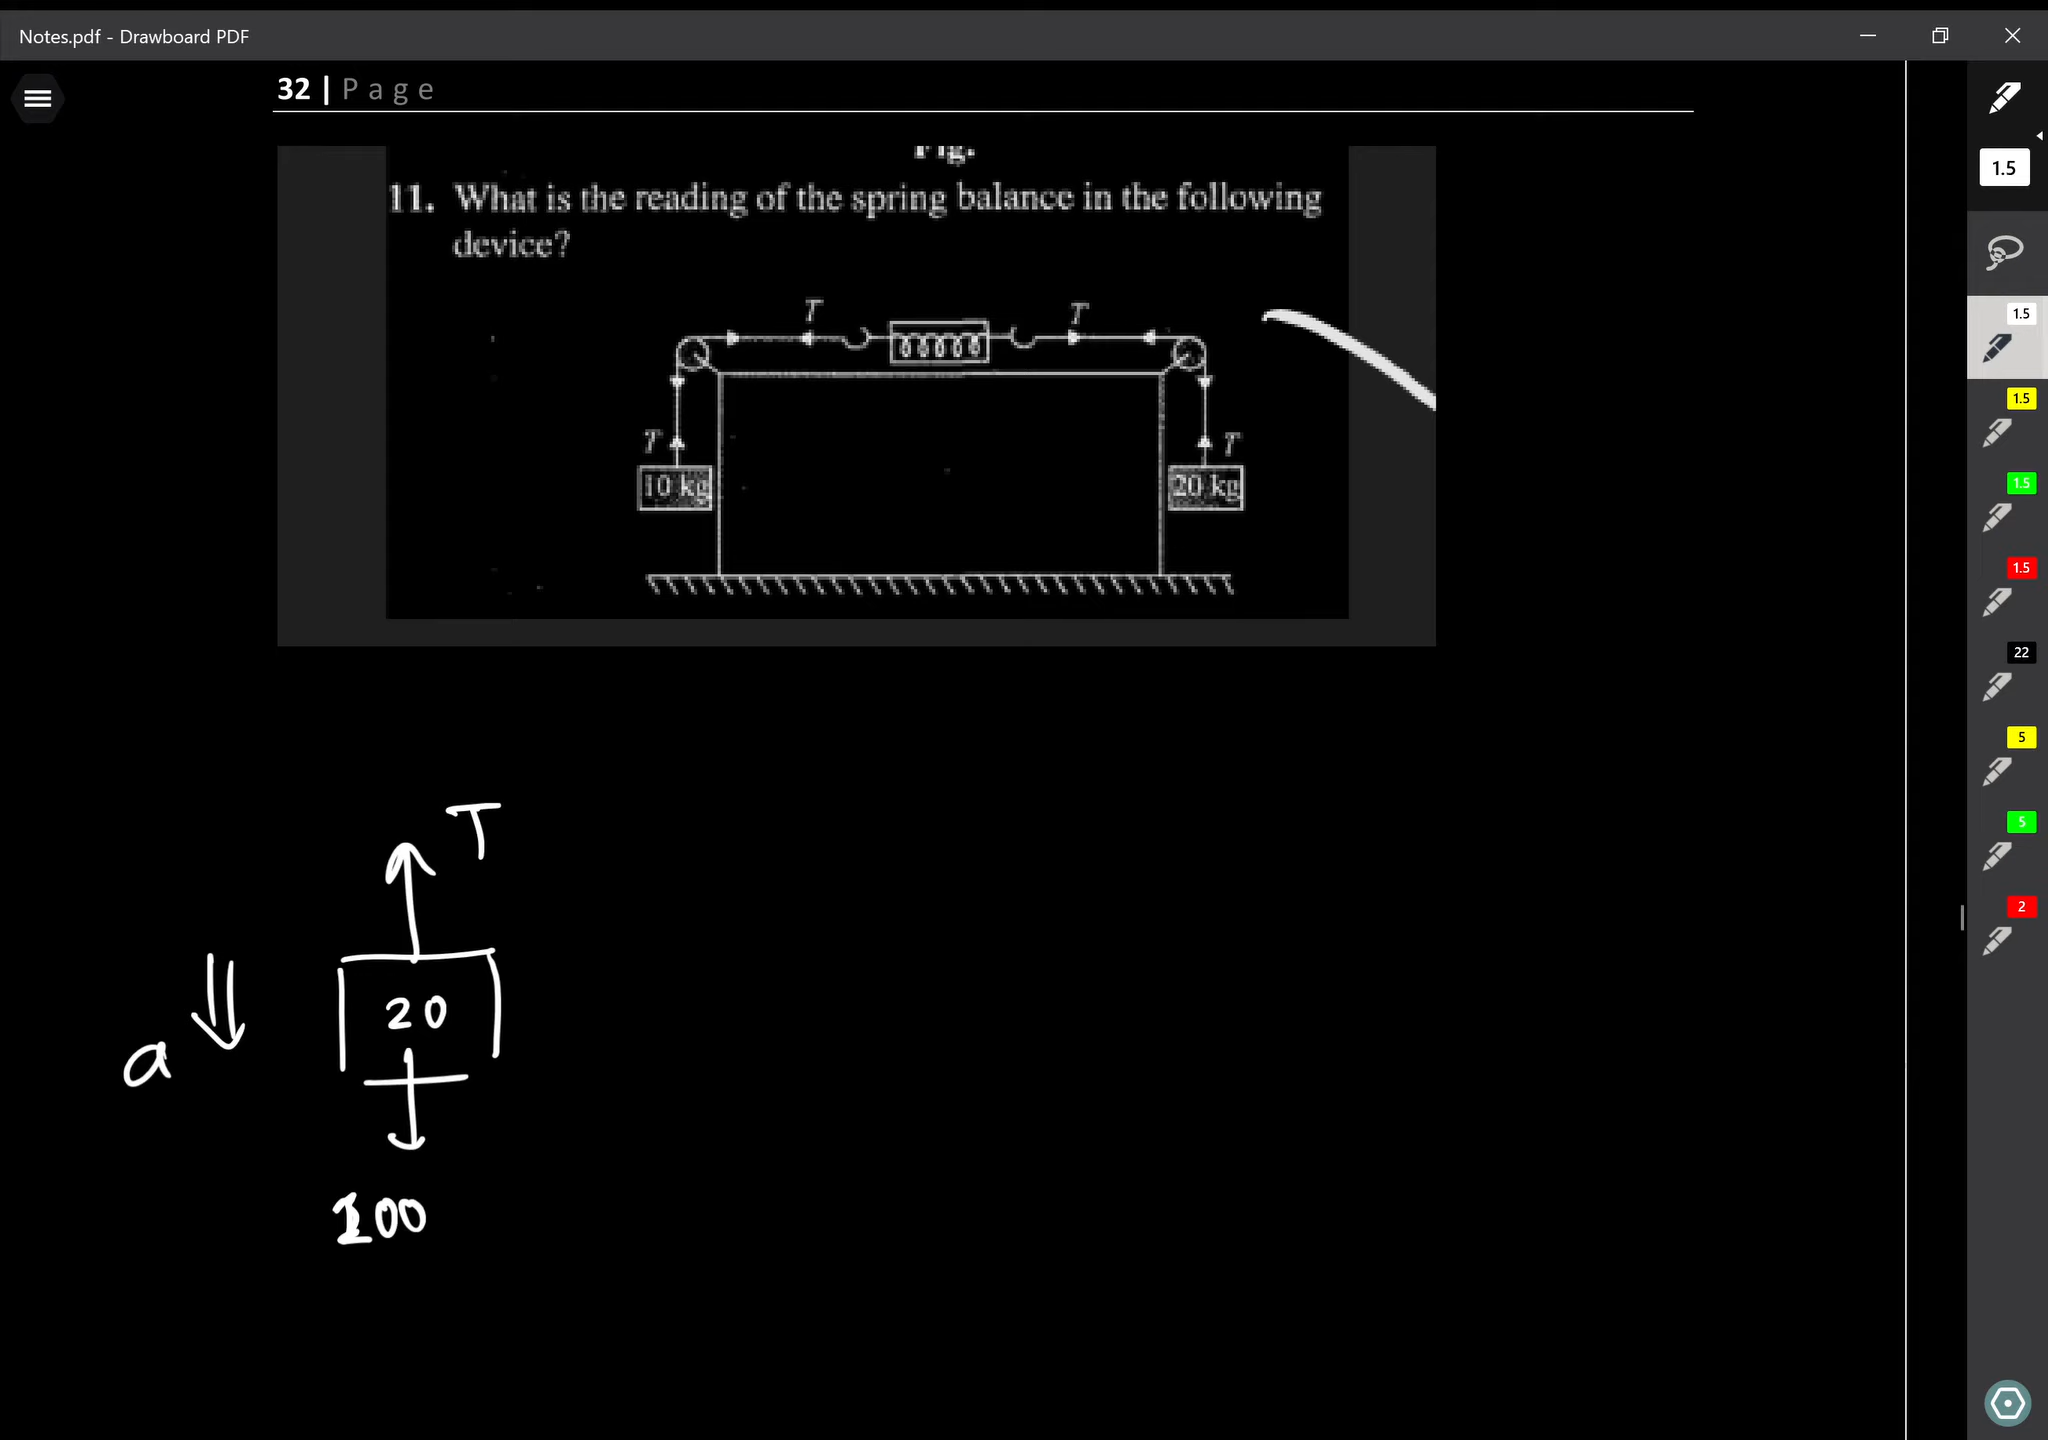 Notes.pdf - Drawboard PDF
32 | Page
Fig.
11. What is the reading of the spring balance in the following
device?
T T
T T
10 kg 20 kg
T
20
a
100
1.5
1.5
1.5
1.5
1.5
22
5
5
2